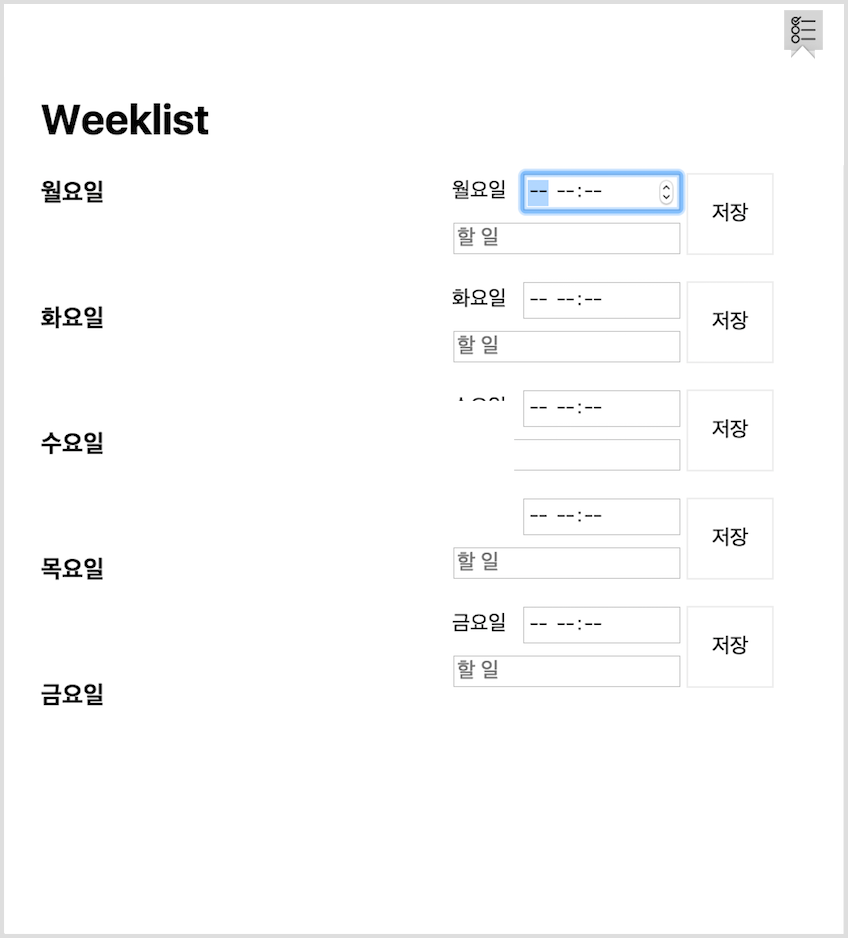 Weeklist
월요일
화요일
수요일
목요일
금요일
월요일 -- --:--
할 일
저장
화요일 -- --:--
할 일
저장
-- --:--
저장
-- --:--
할 일
저장
금요일 -- --:--
할 일
저장